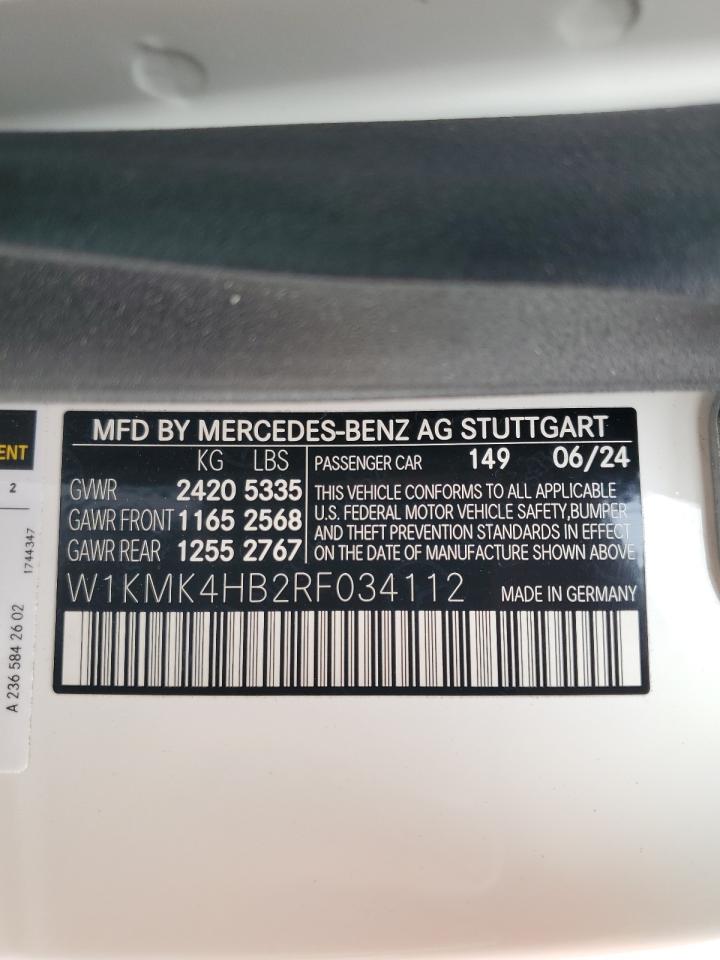 MFD BY MERCEDES-BENZ AG STUTTGART
KG LBS
GVWR 2420 5335
GAWR FRONT 1165 2568
GAWR REAR 1255 2767
PASSENGER CAR 149 06/24
THIS VEHICLE CONFORMS TO ALL APPLICABLE
U.S. FEDERAL MOTOR VEHICLE SAFETY,BUMPER
AND THEFT PREVENTION STANDARDS IN EFFECT
ON THE DATE OF MANUFACTURE SHOWN ABOVE
W1KMK4HB2RF034112 MADE IN GERMANY
ENT
2
1744347
A 236 584 26 02